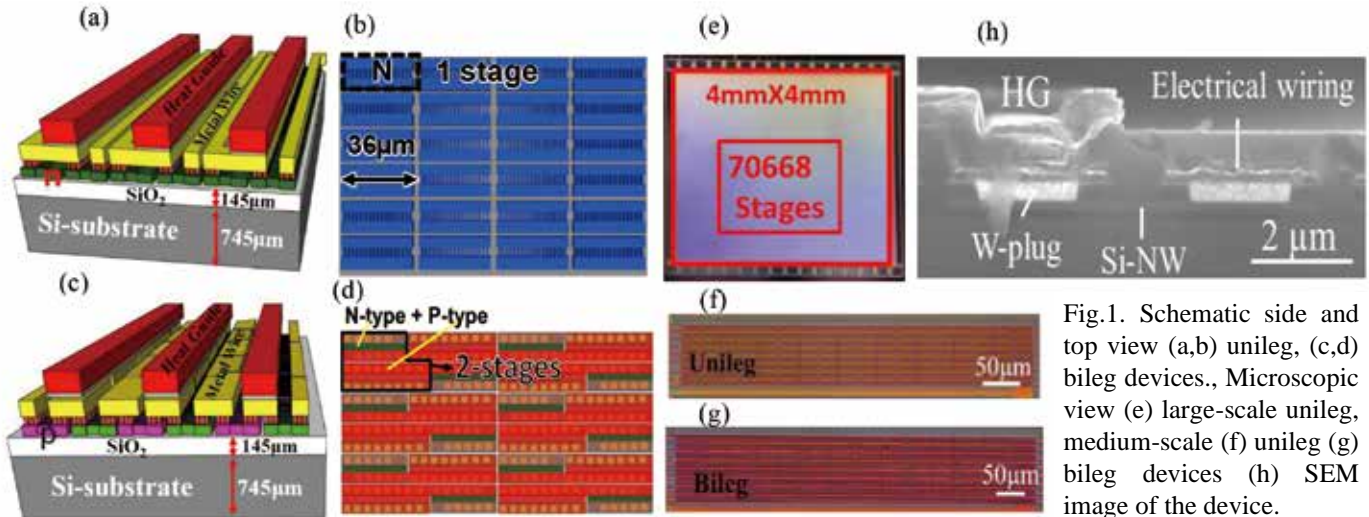 (a)
Heat Guide
Metal Wire
n
SiO₂
145μm
Si-substrate
745μm
(b)
N 1 stage
36μm
(c)
Heat Guide
Metal Wire
p
SiO₂
145μm
Si-substrate
745μm
(d)
N-type + P-type
2-stages
(e)
4mmX4mm
70668
Stages
(f)
Unileg
50μm
(g)
Bileg
50μm
(h)
HG
Electrical wiring
W-plug
Si-NW
2 μm
Fig.1. Schematic side and
top view (a,b) unileg, (c,d)
bileg devices., Microscopic
view (e) large-scale unileg,
medium-scale (f) unileg (g)
bileg devices (h) SEM
image of the device.